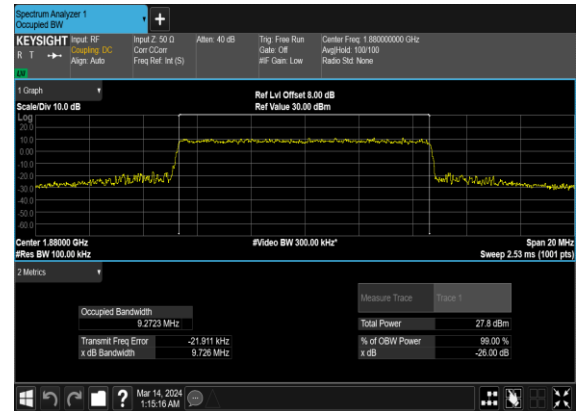 Spectrum Analyzer 1
Occupied BW
KEYSIGHT
R T
Input: RF
Coupling: DC
Align: Auto
Input Z: 50 Ω
Corr CCorr
Freq Ref: Int (S)
Atten: 40 dB
Trig: Free Run
Gate: Off
#IF Gain: Low
Center Freq: 1.880000000 GHz
Avg|Hold: 100/100
Radio Std: None
1 Graph
Scale/Div 10.0 dB
Ref Lvl Offset 8.00 dB
Ref Value 30.00 dBm
Log
20.0
10.0
0.00
-10.0
-20.0
-30.0
-40.0
-50.0
-60.0
Center 1.88000 GHz
#Res BW 100.00 kHz
#Video BW 300.00 kHz*
Span 20 MHz
Sweep 2.53 ms (1001 pts)
2 Metrics
Occupied Bandwidth
9.2723 MHz
Transmit Freq Error -21.911 kHz
x dB Bandwidth 9.726 MHz
Measure Trace Trace 1
Total Power 27.8 dBm
% of OBW Power 99.00 %
x dB -26.00 dB
?
Mar 14, 2024
1:15:16 AM